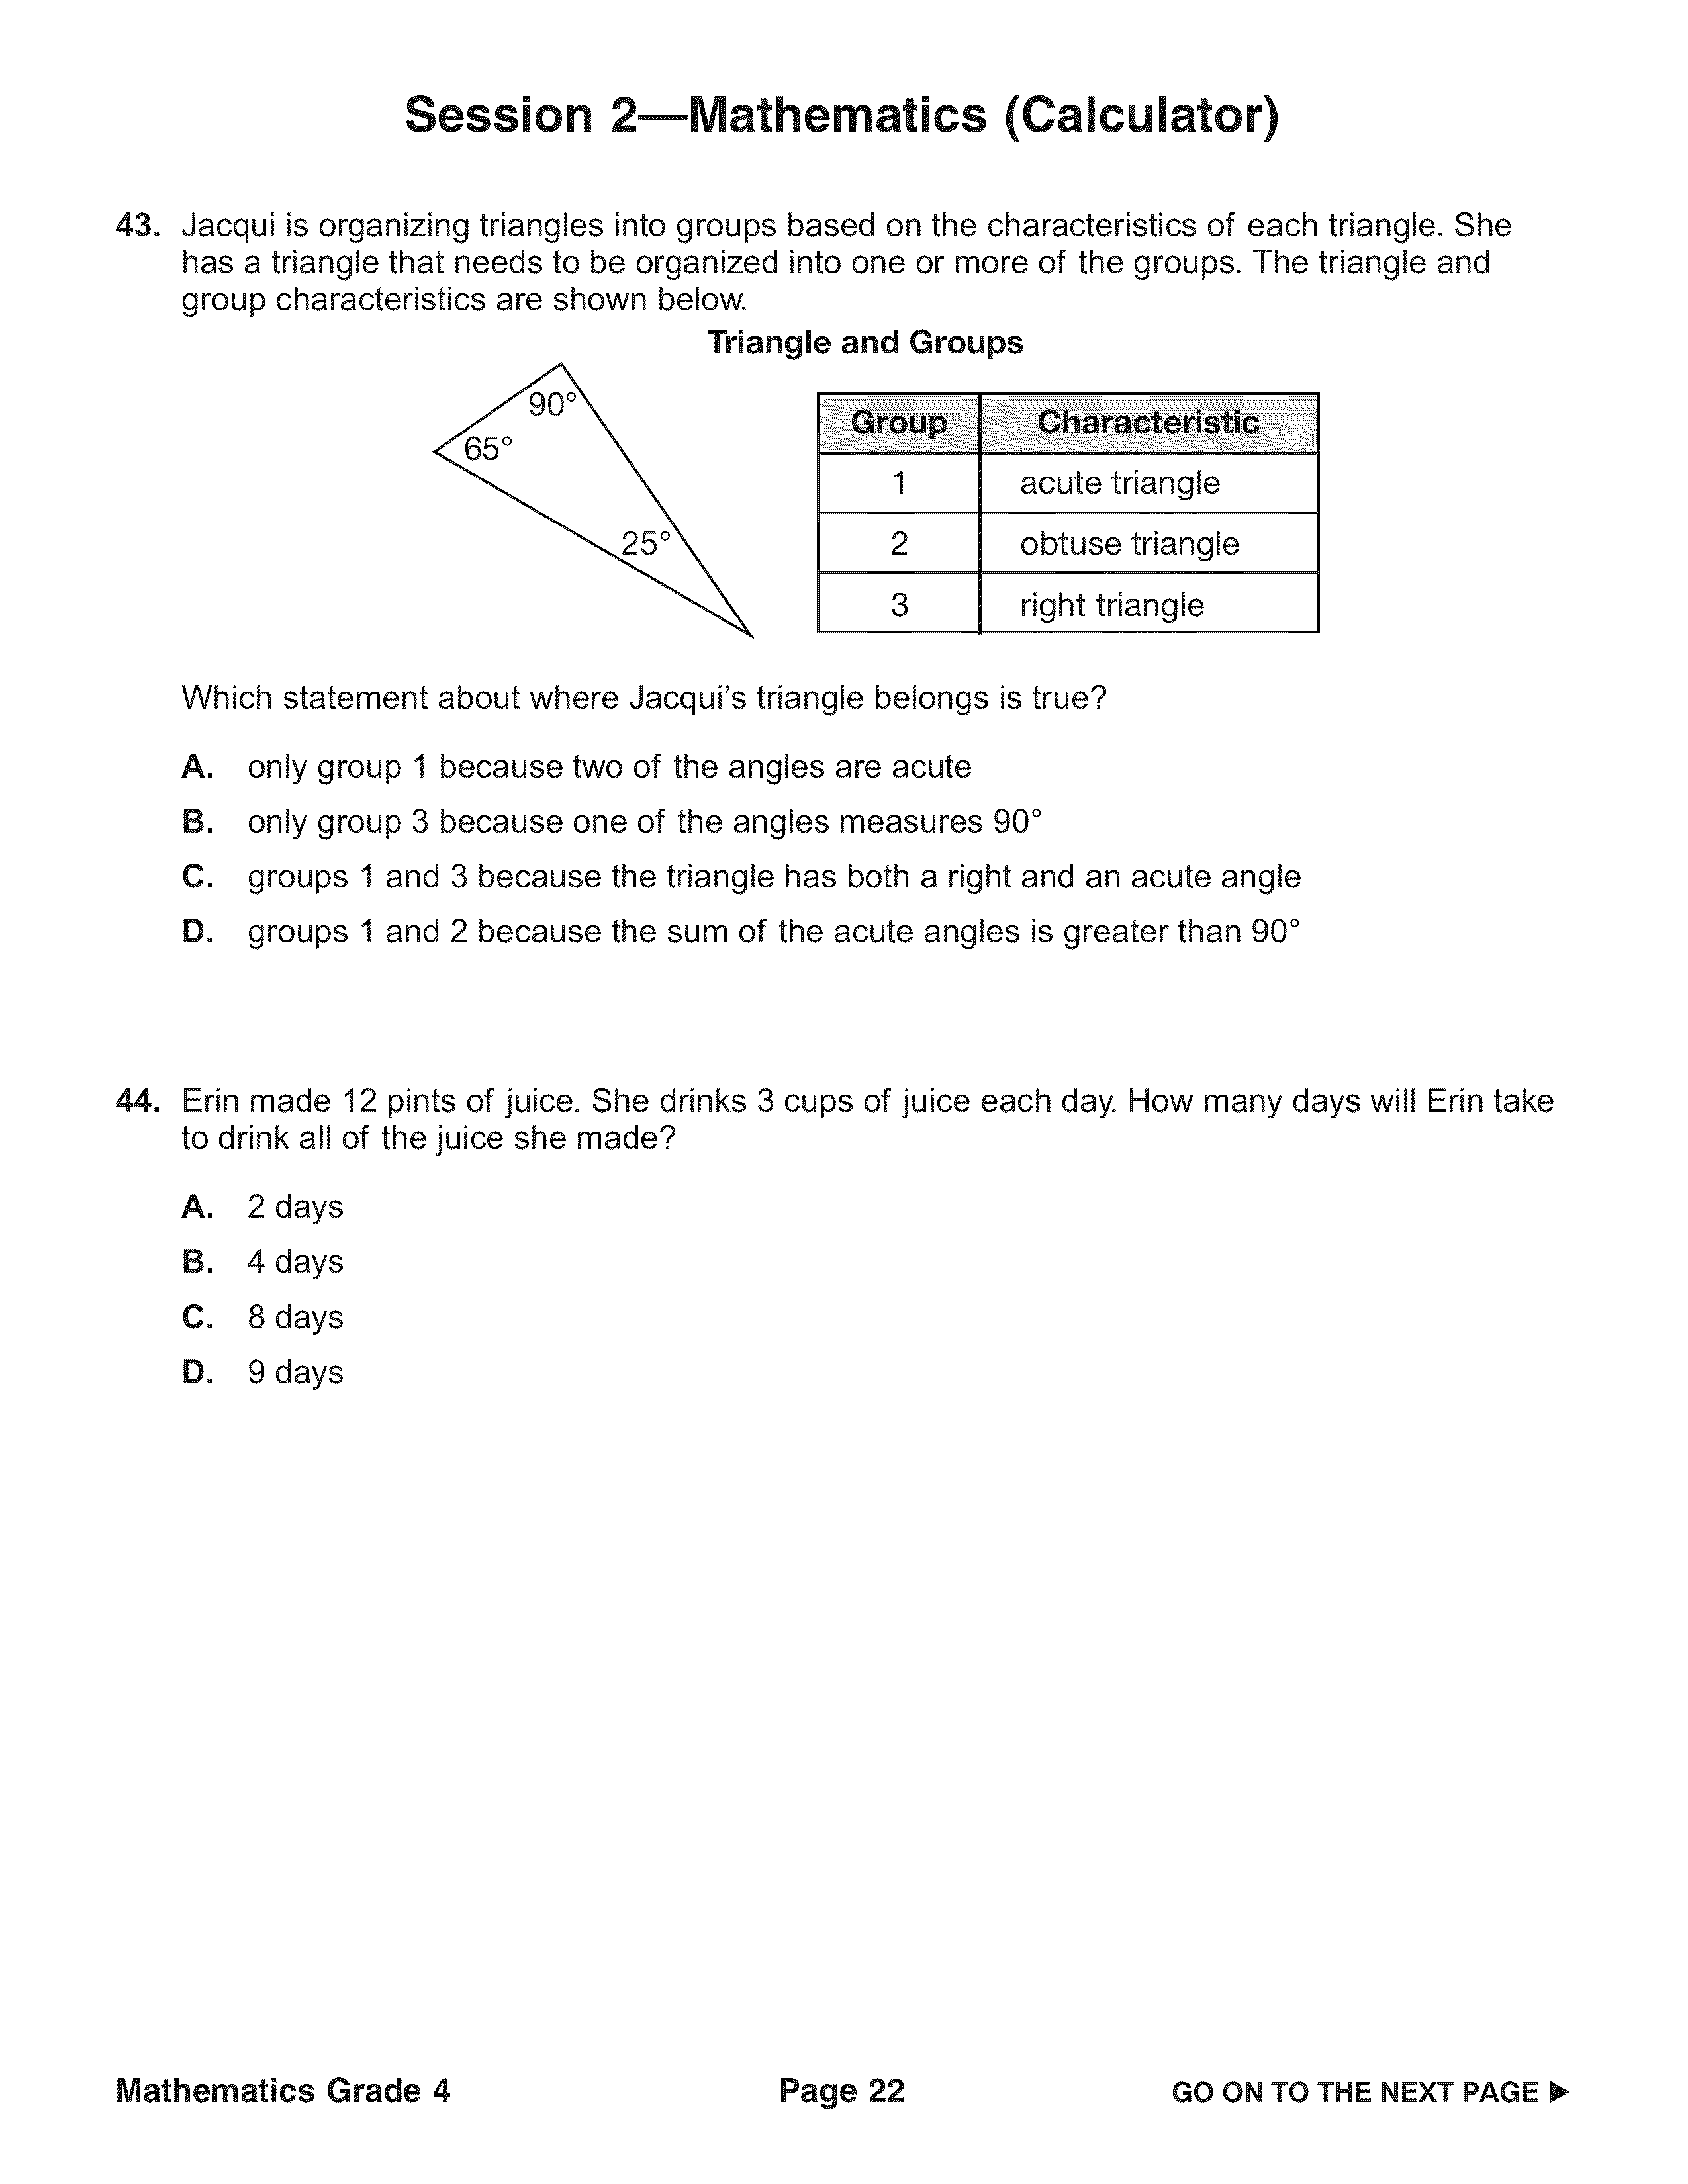 Session 2—Mathematics (Calculator)
43. Jacqui is organizing triangles into groups based on the characteristics of each triangle. She
has a triangle that needs to be organized into one or more of the groups. The triangle and
group characteristics are shown below.
Triangle and Groups
90°
65°
25°
Group Characteristic
1 acute triangle
2 obtuse triangle
3 right triangle
Which statement about where Jacqui’s triangle belongs is true?
A. only group 1 because two of the angles are acute
B. only group 3 because one of the angles measures 90°
C. groups 1 and 3 because the triangle has both a right and an acute angle
D. groups 1 and 2 because the sum of the acute angles is greater than 90°
44. Erin made 12 pints of juice. She drinks 3 cups of juice each day. How many days will Erin take
to drink all of the juice she made?
A. 2 days
B. 4 days
C. 8 days
D. 9 days
Mathematics Grade 4 Page 22 GO ON TO THE NEXT PAGE ▶